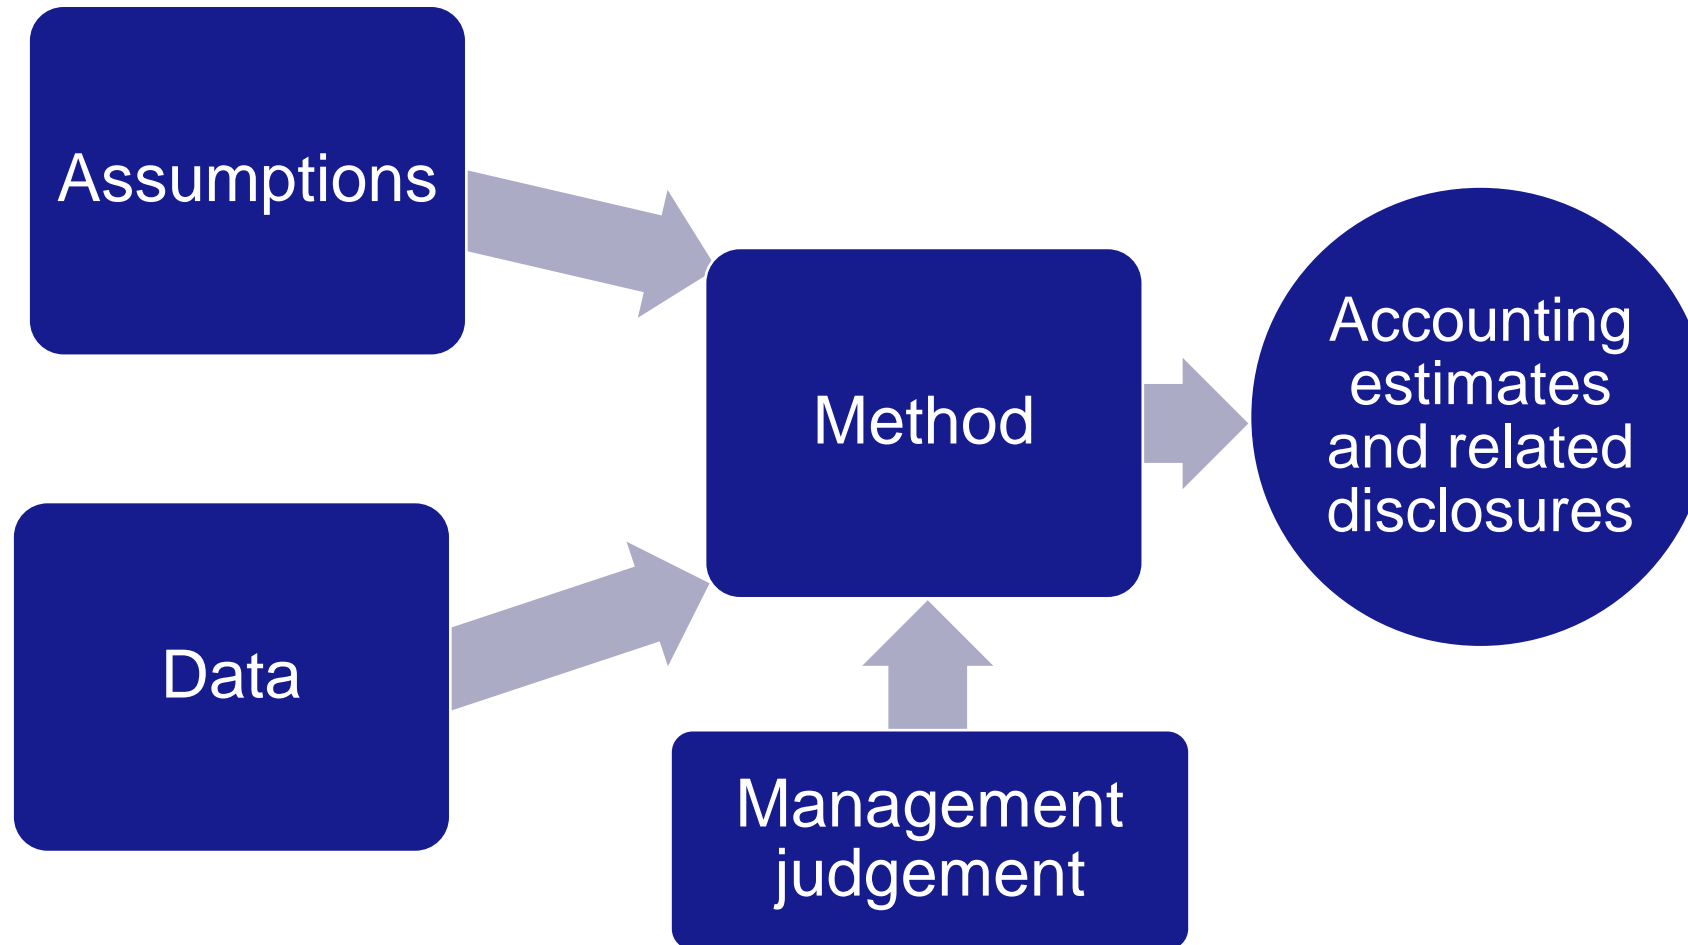 Assumptions
Data
Method
Management
judgement
Accounting
estimates
and related
disclosures